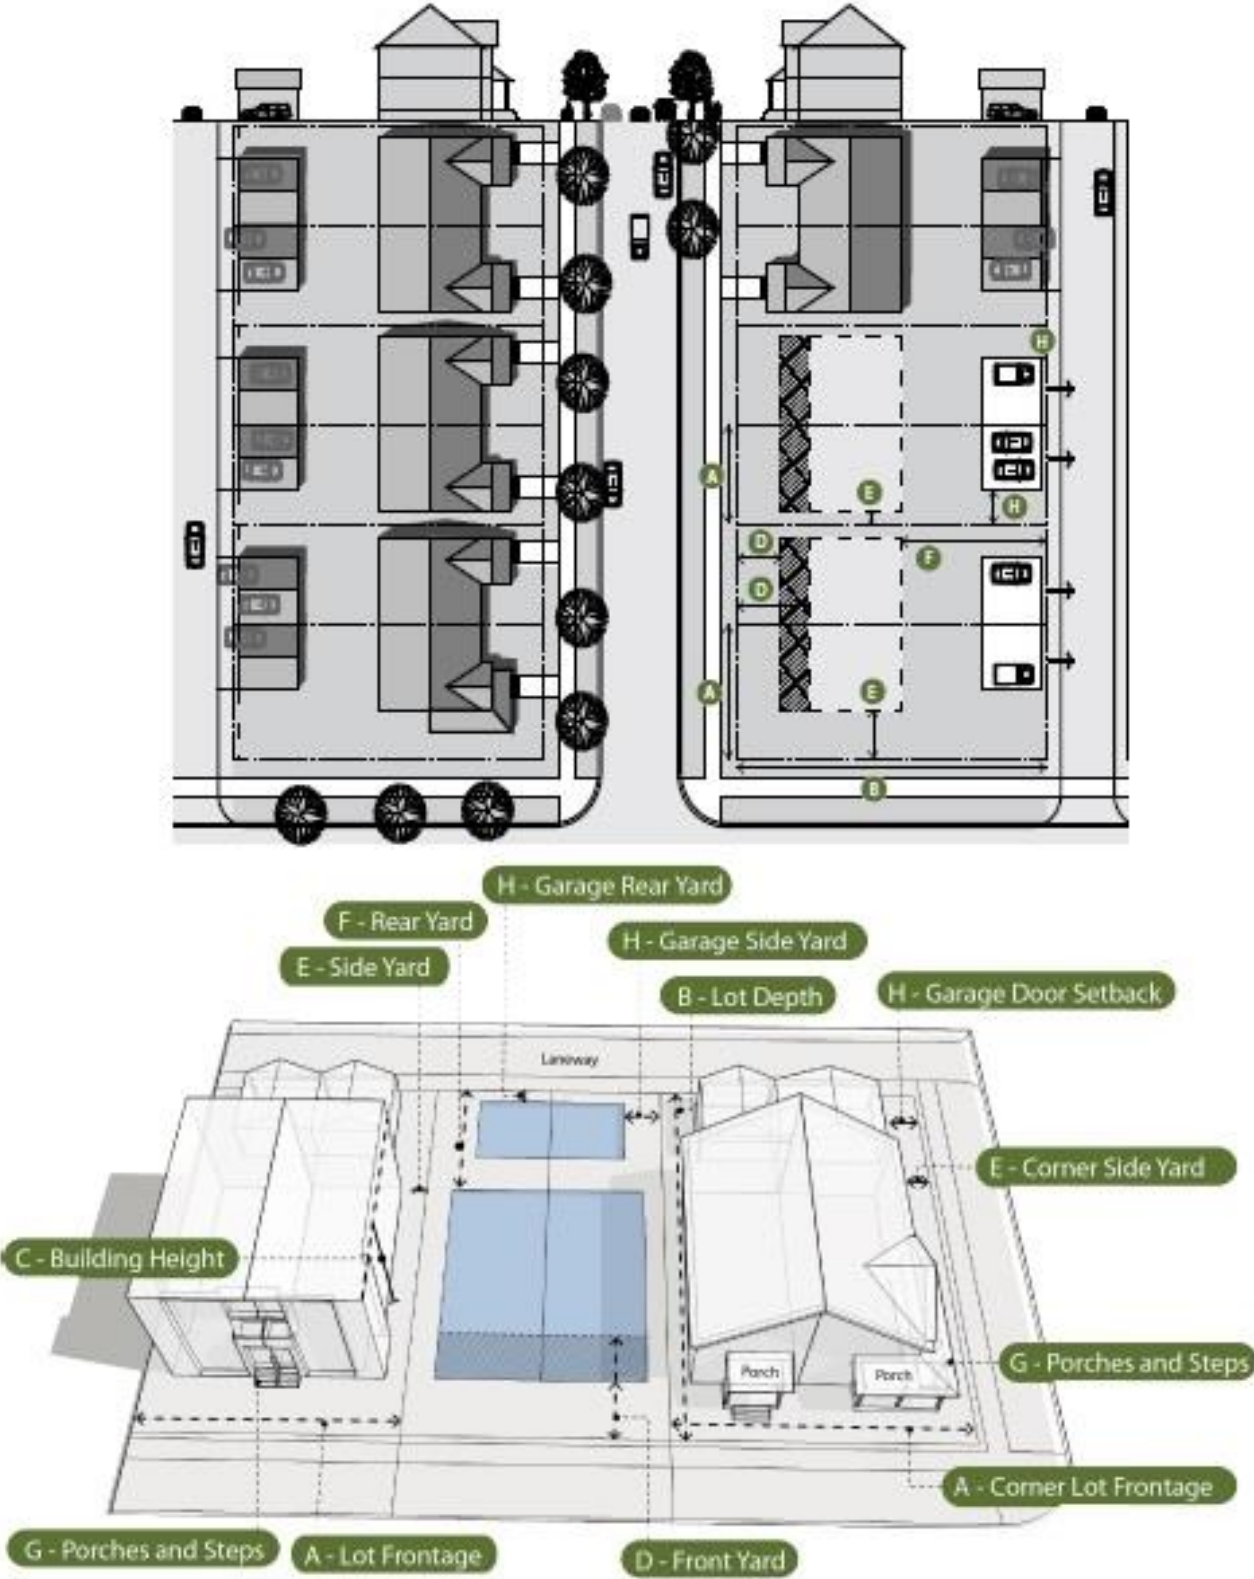 H
A
E
H
D
F
D
A
E
B
H - Garage Rear Yard
F - Rear Yard
H - Garage Side Yard
E - Side Yard
B - Lot Depth
H - Garage Door Setback
Laneway
E - Corner Side Yard
C - Building Height
G - Porches and Steps
Porch
Porch
A - Corner Lot Frontage
G - Porches and Steps
A - Lot Frontage
D - Front Yard